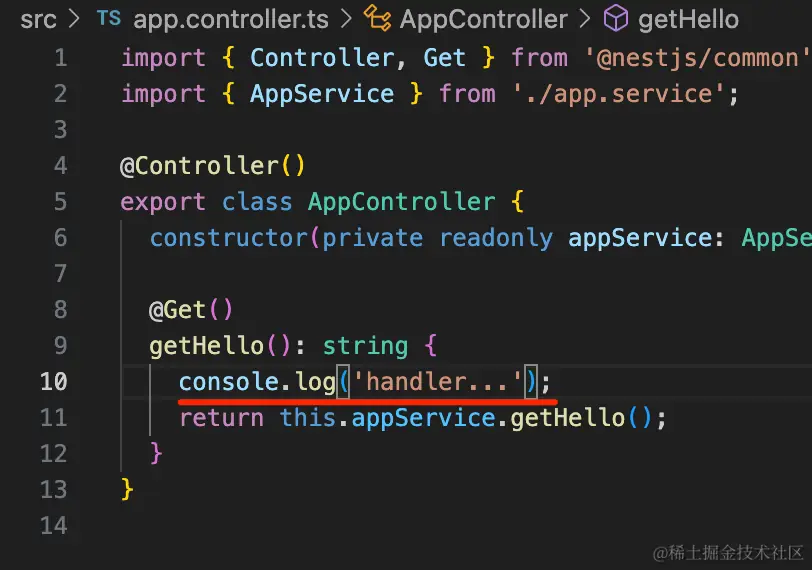 src > TS app.controller.ts > AppController > getHello
1 import { Controller, Get } from '@nestjs/common'
2 import { AppService } from './app.service';
3
4 @Controller()
5 export class AppController {
6 constructor(private readonly appService: AppSe
7
8 @Get()
9 getHello(): string {
10 console.log('handler...');
11 return this.appService.getHello();
12 }
13 }
14
@稀土掘金技术社区